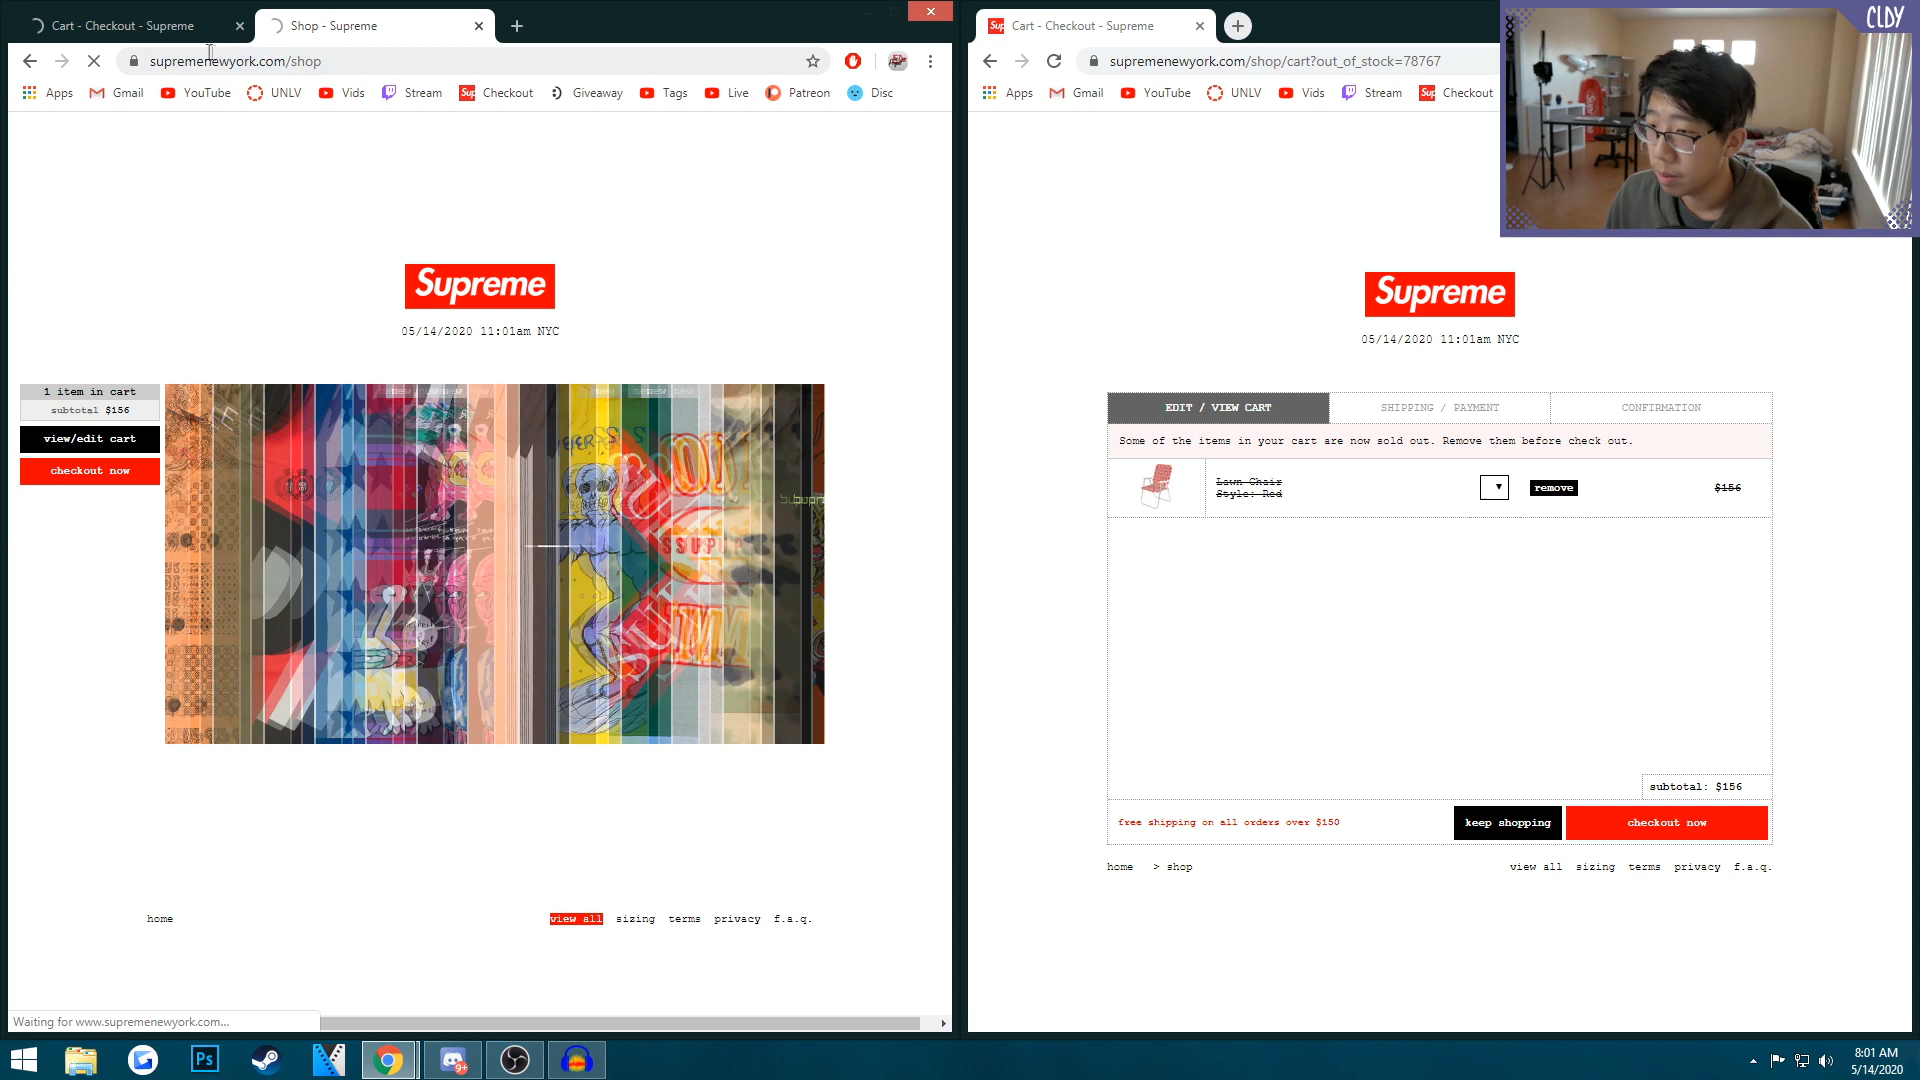 Cart - Checkout - Supreme
Shop - Supreme
supremenewyork.com/shop
Apps Gmail YouTube UNLV Vids Stream Checkout Giveaway Tags Live Patreon Disc
Supreme
05/14/2020 11:01am NYC
1 item in cart
subtotal $156
view/edit cart
checkout now
home
view all sizing terms privacy f.a.q.
Waiting for www.supremenewyork.com...
Sup Cart - Checkout - Supreme
supremenewyork.com/shop/cart?out_of_stock=78767
Apps Gmail YouTube UNLV Vids Stream Checkout
CLDY
Supreme
05/14/2020 11:01am NYC
EDIT / VIEW CART SHIPPING / PAYMENT CONFIRMATION
Some of the items in your cart are now sold out. Remove them before check out.
Lawn Chair
Style: Red
remove
$156
subtotal: $156
free shipping on all orders over $150
keep shopping
checkout now
home > shop
view all sizing terms privacy f.a.q.
Ps
9+
8:01 AM
5/14/2020